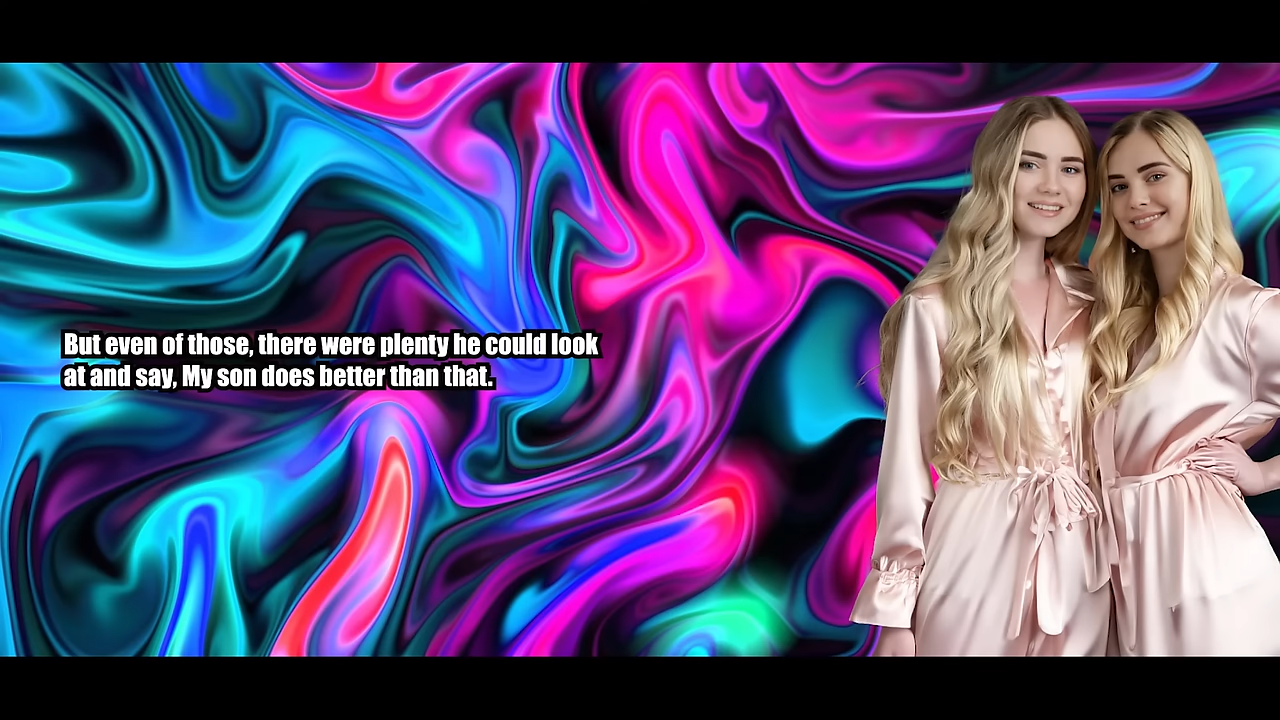 But even of those, there were plenty he could look
at and say, My son does better than that.